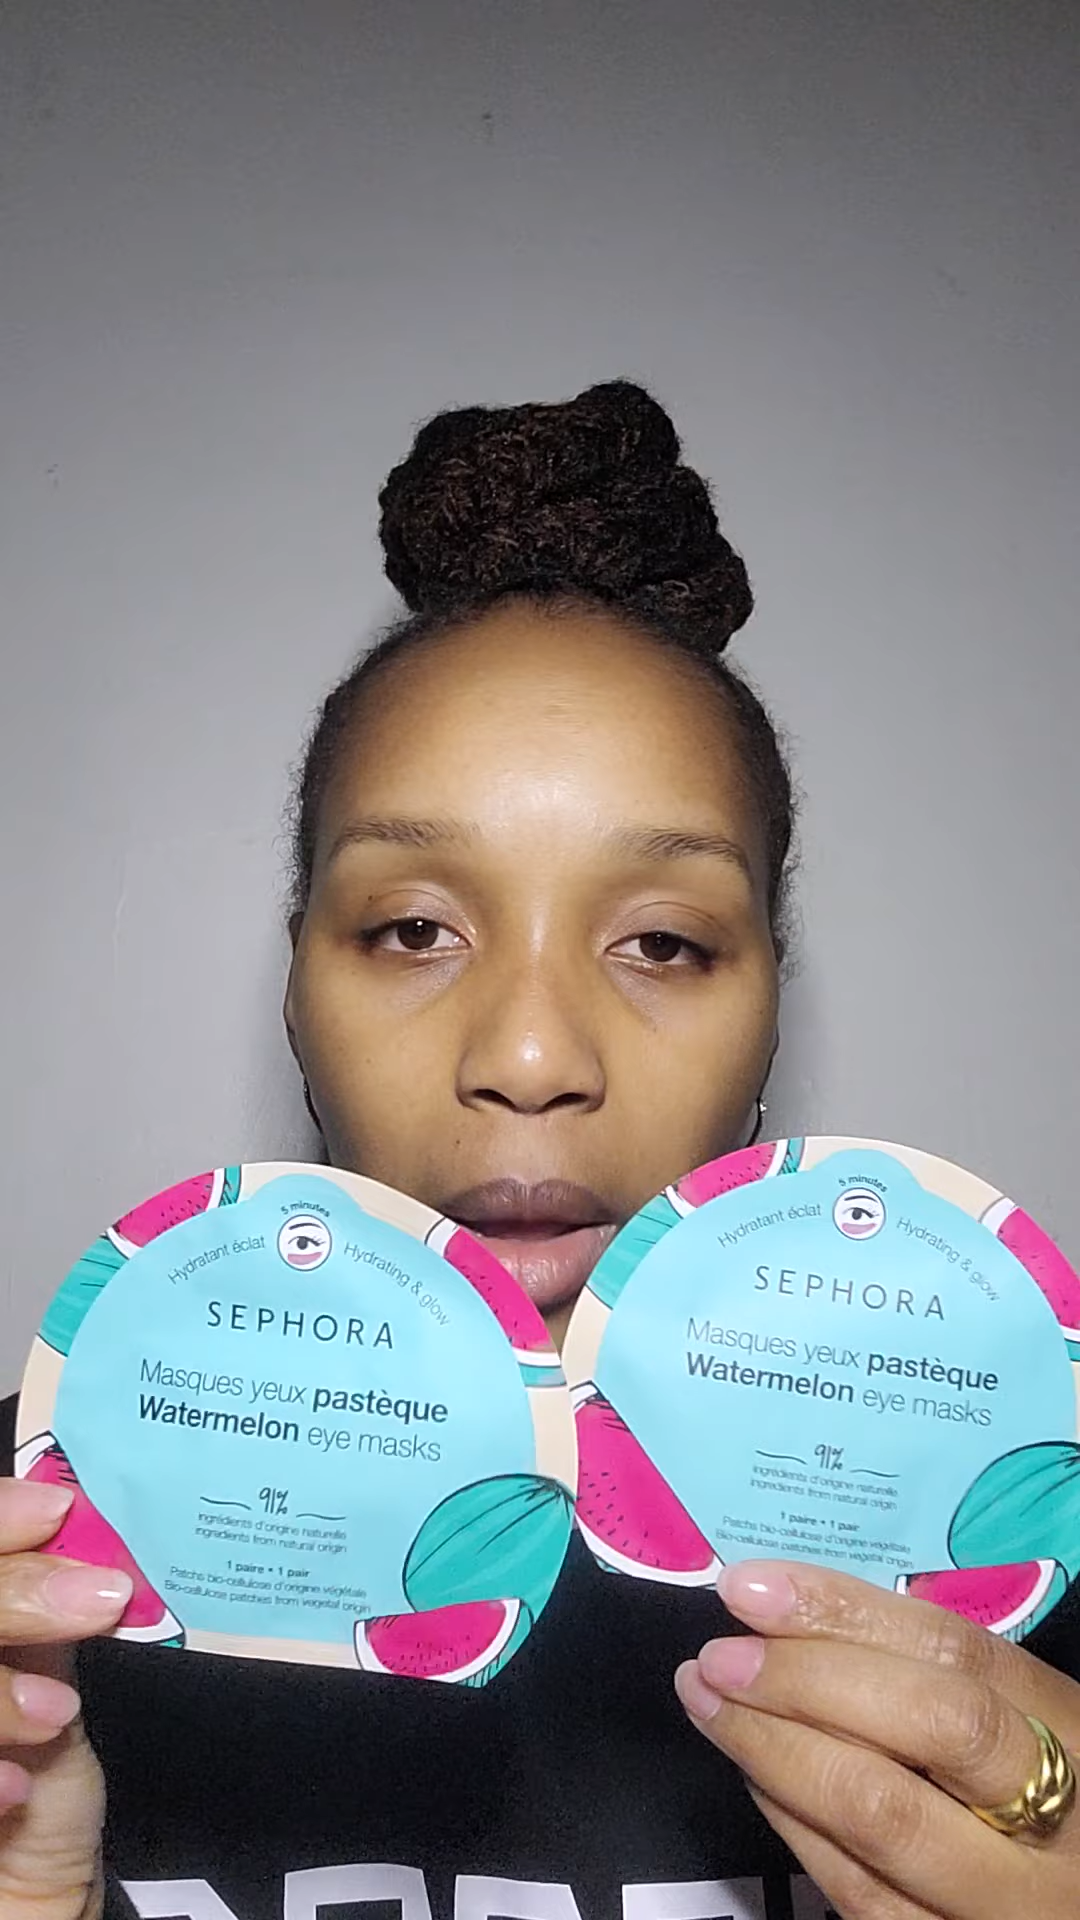 5 minutes
Hydratant éclat
Hydrating & glow
SEPHORA
Masques yeux pastèque
Watermelon eye masks
91%
ingrédients d'origine naturelle
ingredients from natural origin
1 paire • 1 pair
Patchs bio-cellulose d'origine végétale
Bio-cellulose patches from vegetal origin
5 minutes
Hydratant éclat
Hydrating & glow
SEPHORA
Masques yeux pastèque
Watermelon eye masks
91%
ingrédients d'origine naturelle
ingredients from natural origin
1 paire • 1 pair
Patchs bio-cellulose d'origine végétale
Bio-cellulose patches from vegetal origin